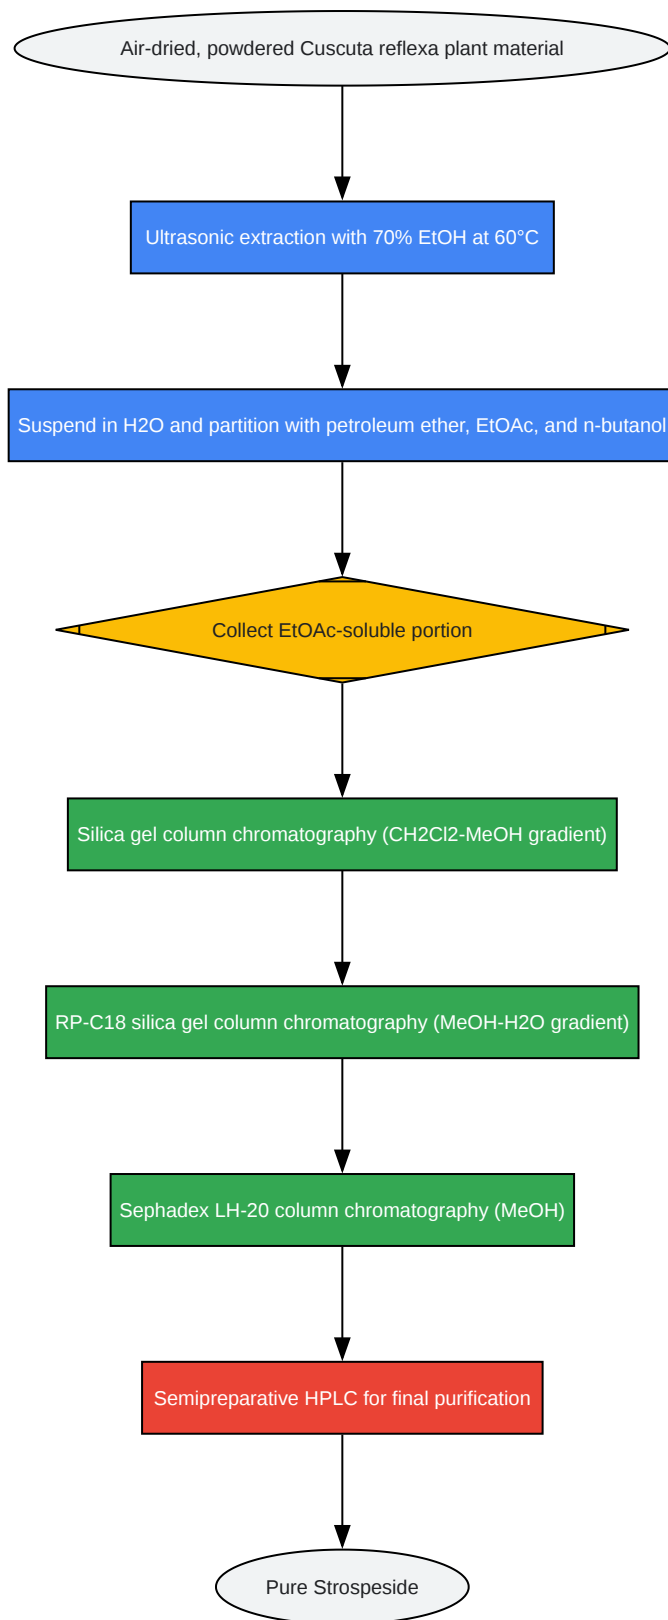 Air-dried, powdered Cuscuta reflexa plant material
Ultrasonic extraction with 70% EtOH at 60°C
Suspend in H2O and partition with petroleum ether, EtOAc, and n-butanol
Collect EtOAc-soluble portion
Silica gel column chromatography (CH2Cl2-MeOH gradient)
RP-C18 silica gel column chromatography (MeOH-H2O gradient)
Sephadex LH-20 column chromatography (MeOH)
Semipreparative HPLC for final purification
Pure Strospeside